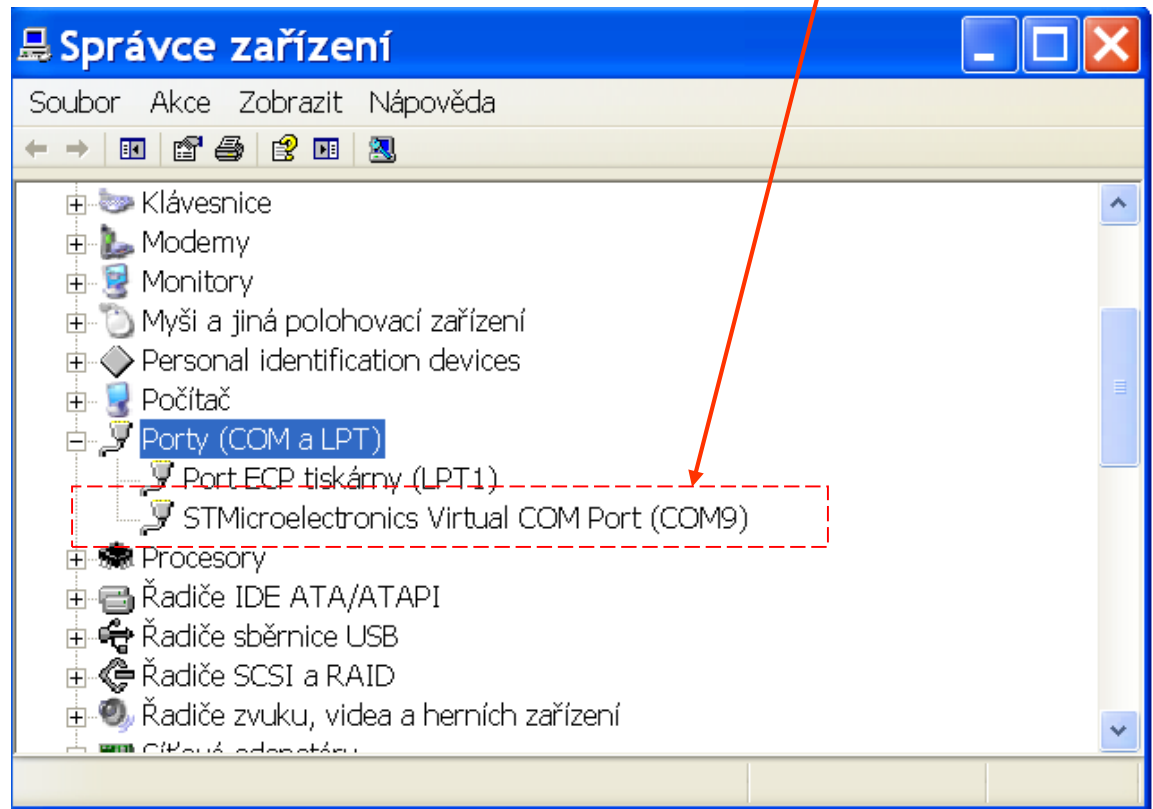 Správce zařízení
Soubor Akce Zobrazit Nápověda
Klávesnice
Modemy
Monitory
Myši a jiná polohovací zařízení
Personal identification devices
Počítač
Porty (COM a LPT)
Port ECP tiskárny (LPT1)
STMicroelectronics Virtual COM Port (COM9)
Procesory
Řadiče IDE ATA/ATAPI
Řadiče sběrnice USB
Řadiče SCSI a RAID
Řadiče zvuku, videa a herních zařízení